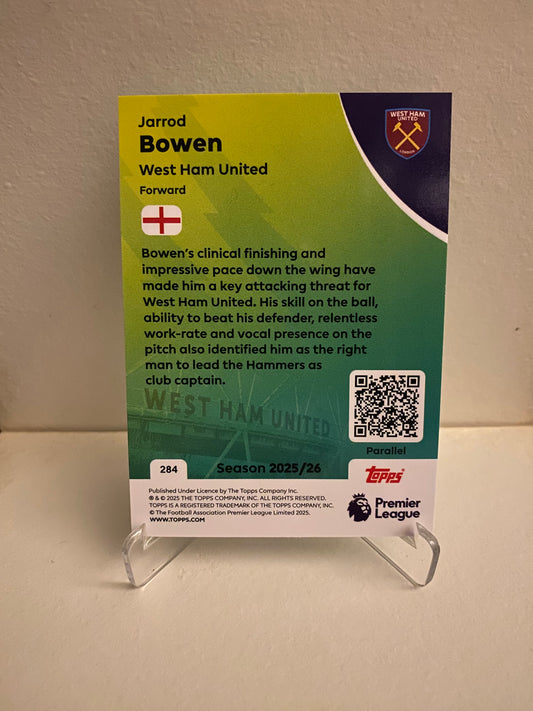 Jarrod
Bowen
West Ham United
Forward
WEST HAM
UNITED
LONDON
Bowen's clinical finishing and
impressive pace down the wing have
made him a key attacking threat for
West Ham United. His skill on the ball,
ability to beat his defender, relentless
work-rate and vocal presence on the
pitch also identified him as the right
man to lead the Hammers as
club captain.
WEST HAM UNITED
Parallel
284
Season 2025/26
Topps
Published Under Licence by The Topps Company Inc.
® & © 2025 THE TOPPS COMPANY, INC. ALL RIGHTS RESERVED.
TOPPS IS A REGISTERED TRADEMARK OF THE TOPPS COMPANY, INC.
© The Football Association Premier League Limited 2025.
WWW.TOPPS.COM
Premier
League